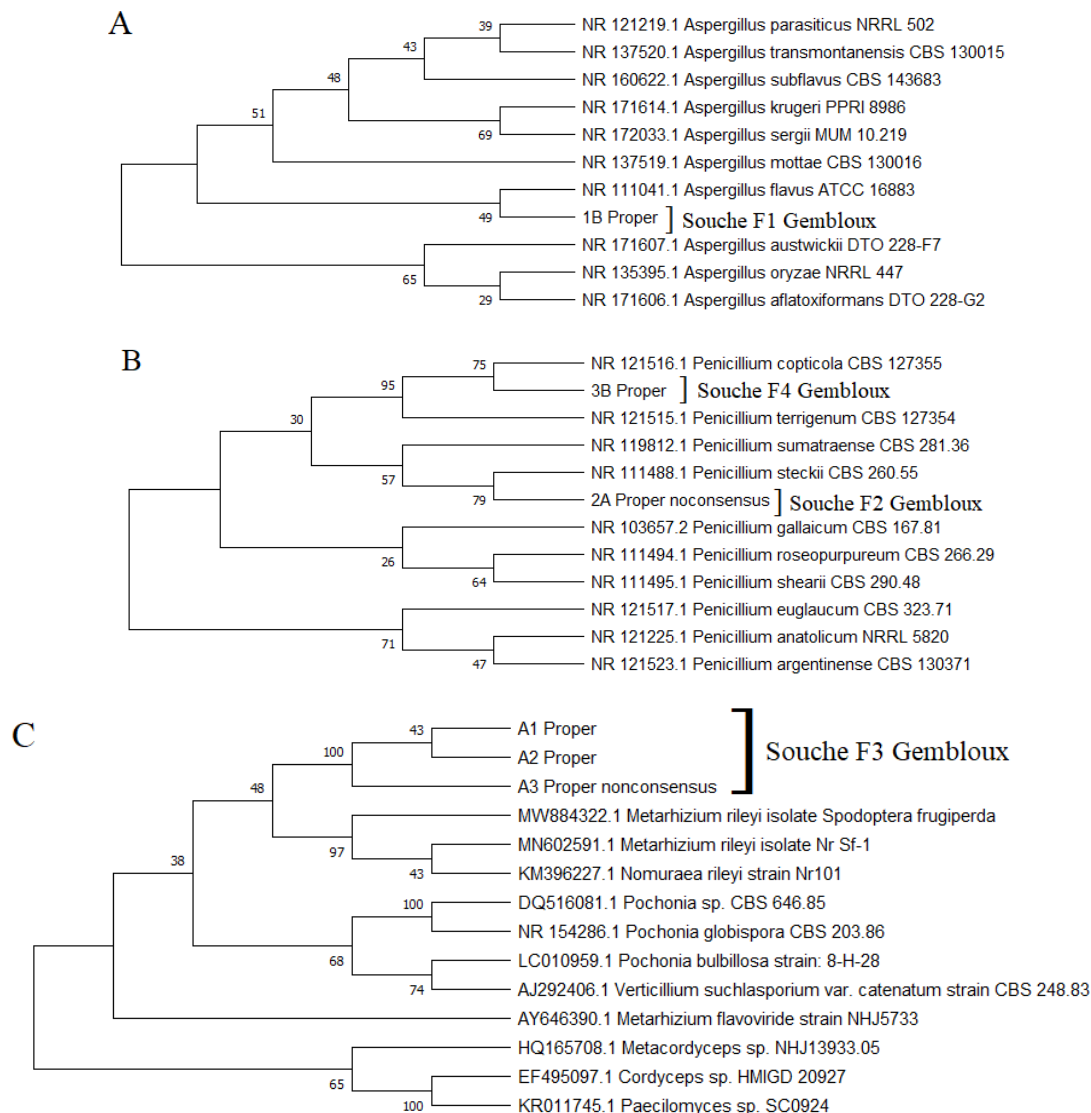 A
39 NR 121219.1 Aspergillus parasiticus NRRL 502
43 NR 137520.1 Aspergillus transmontanensis CBS 130015
48 NR 160622.1 Aspergillus subflavus CBS 143683
NR 171614.1 Aspergillus krugeri PPRI 8986
51 69 NR 172033.1 Aspergillus sergii MUM 10.219
NR 137519.1 Aspergillus mottae CBS 130016
NR 111041.1 Aspergillus flavus ATCC 16883
49 1B Proper ] Souche F1 Gembloux
NR 171607.1 Aspergillus austwickii DTO 228-F7
65 NR 135395.1 Aspergillus oryzae NRRL 447
29 NR 171606.1 Aspergillus aflatoxiformans DTO 228-G2
B
75 NR 121516.1 Penicillium copticola CBS 127355
95 3B Proper ] Souche F4 Gembloux
30 NR 121515.1 Penicillium terrigenum CBS 127354
NR 119812.1 Penicillium sumatraense CBS 281.36
57 NR 111488.1 Penicillium steckii CBS 260.55
79 2A Proper noconsensus ] Souche F2 Gembloux
NR 103657.2 Penicillium gallaicum CBS 167.81
26 NR 111494.1 Penicillium roseopurpureum CBS 266.29
64 NR 111495.1 Penicillium shearii CBS 290.48
NR 121517.1 Penicillium euglaucum CBS 323.71
71 NR 121225.1 Penicillium anatolicum NRRL 5820
47 NR 121523.1 Penicillium argentinense CBS 130371
C
43 A1 Proper
100 A2 Proper ] Souche F3 Gembloux
48 A3 Proper nonconsensus
MW884322.1 Metarhizium rileyi isolate Spodoptera frugiperda
97 MN602591.1 Metarhizium rileyi isolate Nr Sf-1
38 43 KM396227.1 Nomuraea rileyi strain Nr101
100 DQ516081.1 Pochonia sp. CBS 646.85
NR 154286.1 Pochonia globispora CBS 203.86
68 LC010959.1 Pochonia bulbillosa strain: 8-H-28
74 AJ292406.1 Verticillium suchlasporium var. catenatum strain CBS 248.83
AY646390.1 Metarhizium flavoviride strain NHJ5733
HQ165708.1 Metacordyceps sp. NHJ13933.05
65 EF495097.1 Cordyceps sp. HMIGD 20927
100 KR011745.1 Paecilomyces sp. SC0924